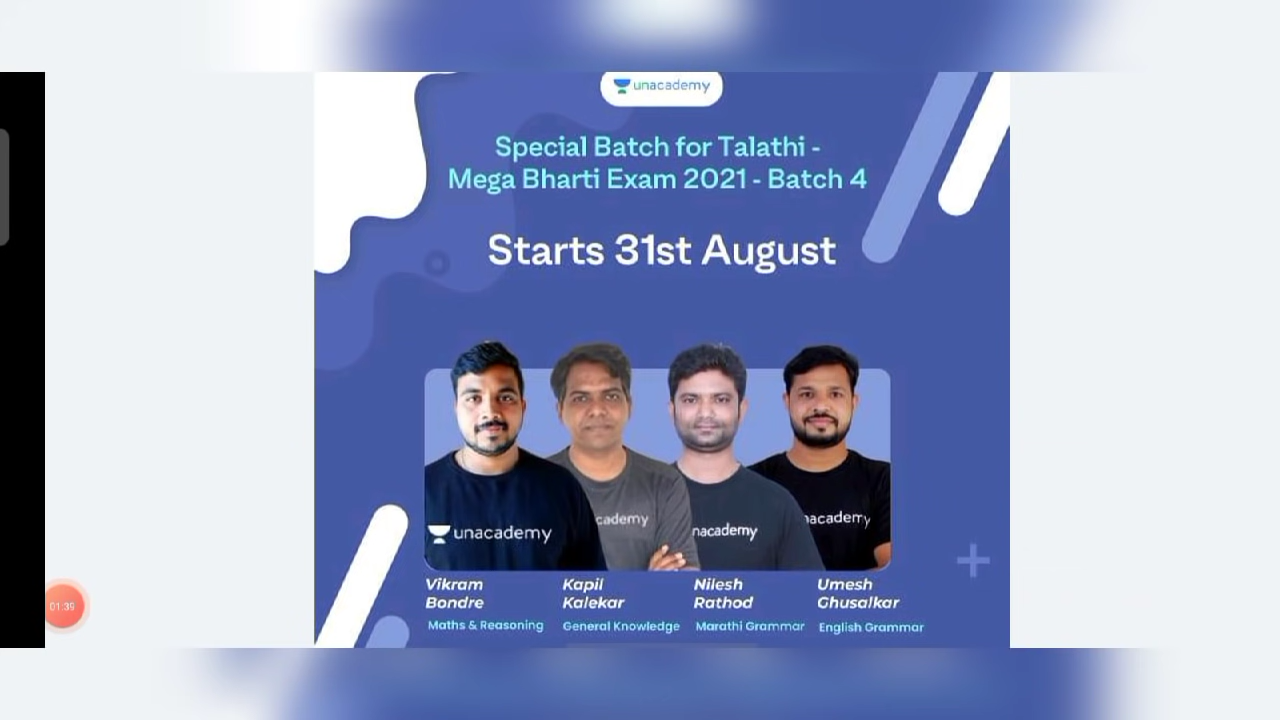 unacademy
Special Batch for Talathi -
Mega Bharti Exam 2021 - Batch 4
Starts 31st August
unacademy
cademy
nacademy
nacademy
Vikram
Bondre
Kapil
Kalekar
Nilesh
Rathod
Umesh
Ghusalkar
Maths & Reasoning
General Knowledge
Marathi Grammar
English Grammar
01:39